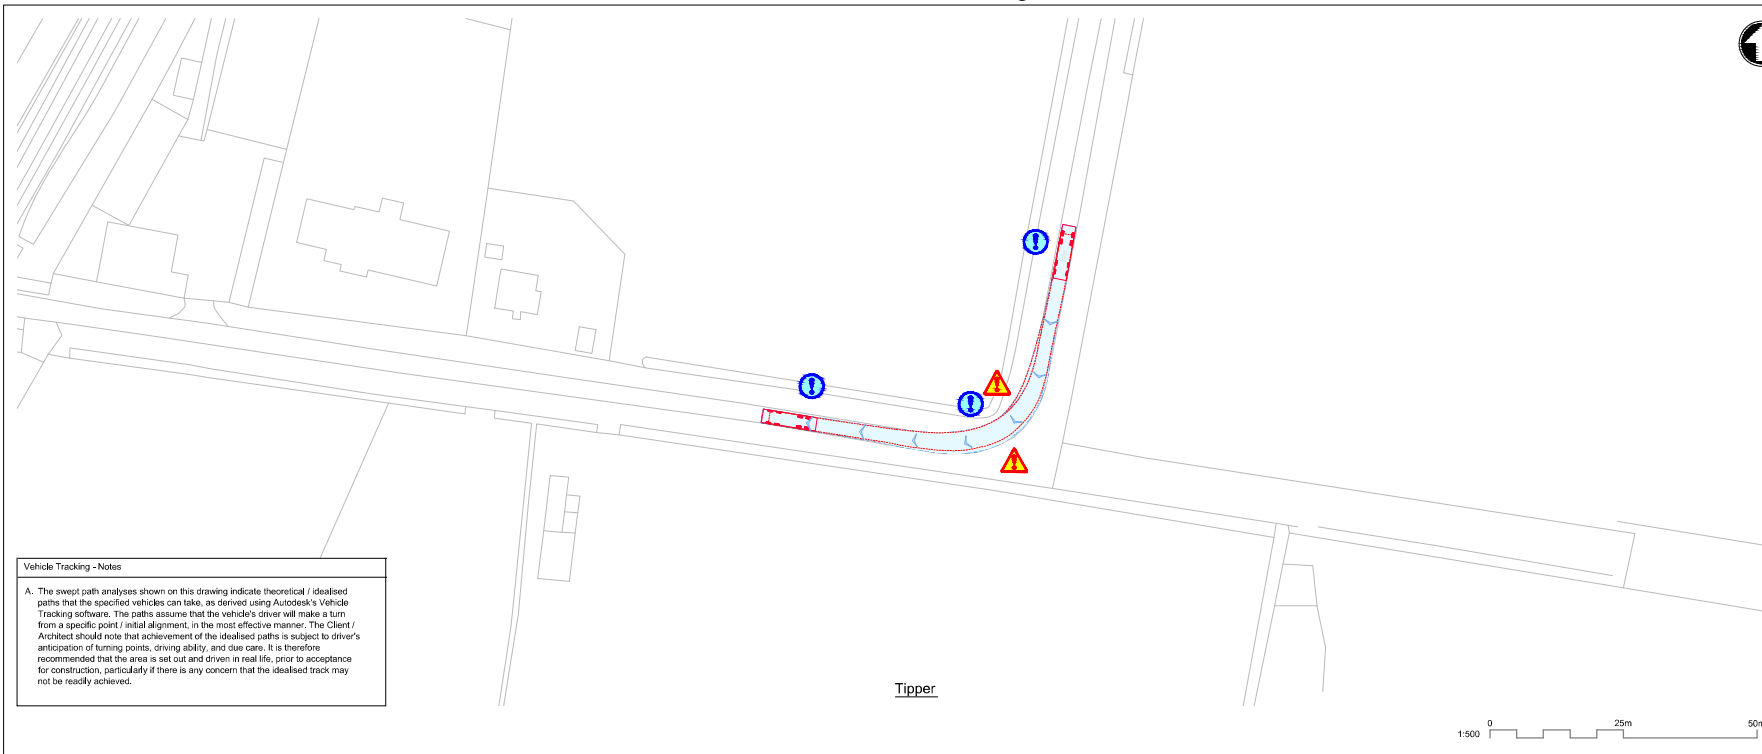 Vehicle Tracking - Notes
A. The swept path analyses shown on this drawing indicate theoretical / idealised
paths that the specified vehicles can take, as derived using Autodesk's Vehicle
Tracking software. The paths assume that the vehicle's driver will make a turn
from a specific point / initial alignment, in the most effective manner. The Client /
Architect should note that achievement of the idealised paths is subject to driver's
anticipation of turning points, driving ability, and due care. It is therefore
recommended that the area is set out and driven in real life, prior to acceptance
for construction, particularly if there is any concern that the idealised track may
not be readily achieved.
Tipper
0 25m 50m
1:500